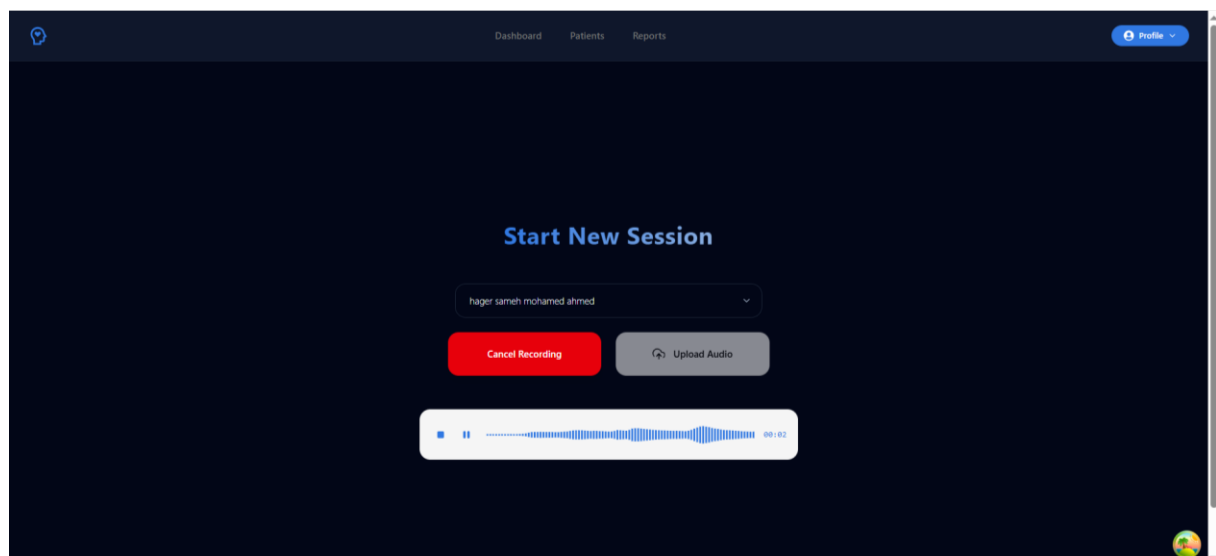 Dashboard Patients Reports Profile
Start New Session
hager sameh mohamed ahmed
Cancel Recording Upload Audio
00:02